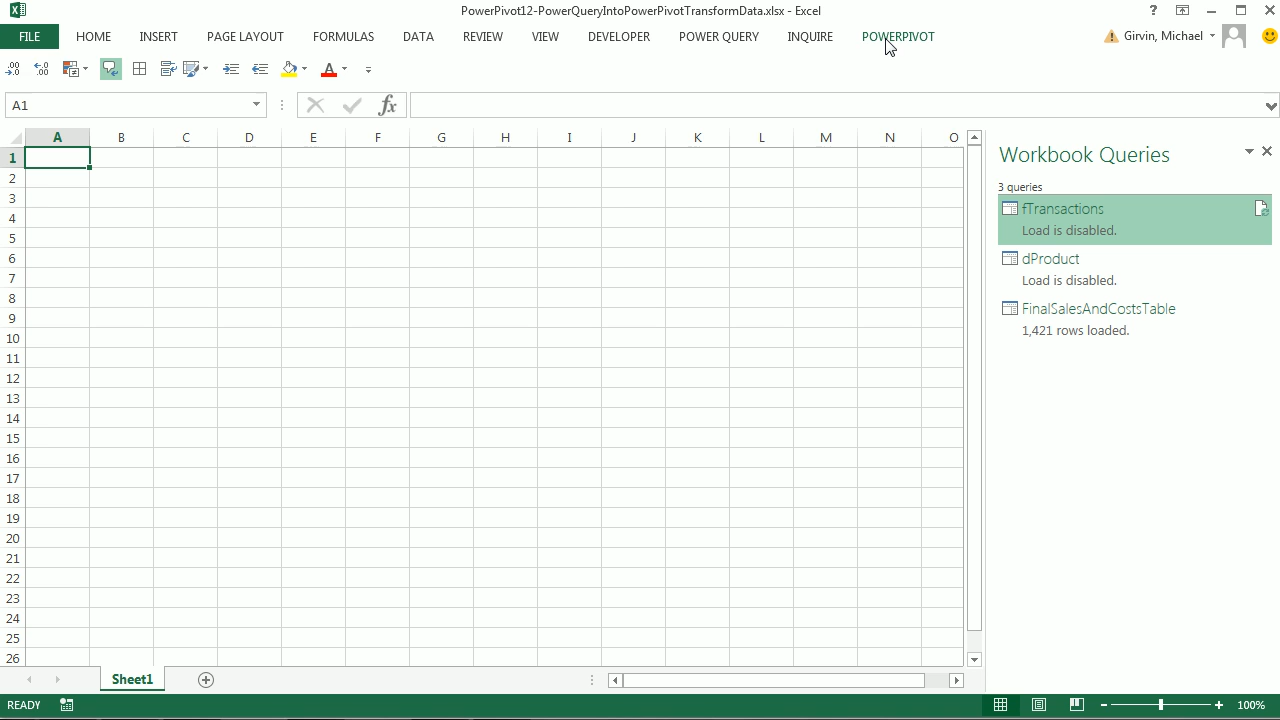 PowerPivot12-PowerQueryIntoPowerPivotTransformData.xlsx - Excel
?
FILE HOME INSERT PAGE LAYOUT FORMULAS DATA REVIEW VIEW DEVELOPER POWER QUERY INQUIRE POWERPIVOT Girvin, Michael
A1 fx
A B C D E F G H I J K L M N O
1
2
3
4
5
6
7
8
9
10
11
12
13
14
15
16
17
18
19
20
21
22
23
24
25
26
Workbook Queries
3 queries
fTransactions
Load is disabled.
dProduct
Load is disabled.
FinalSalesAndCostsTable
1,421 rows loaded.
Sheet1
READY 100%